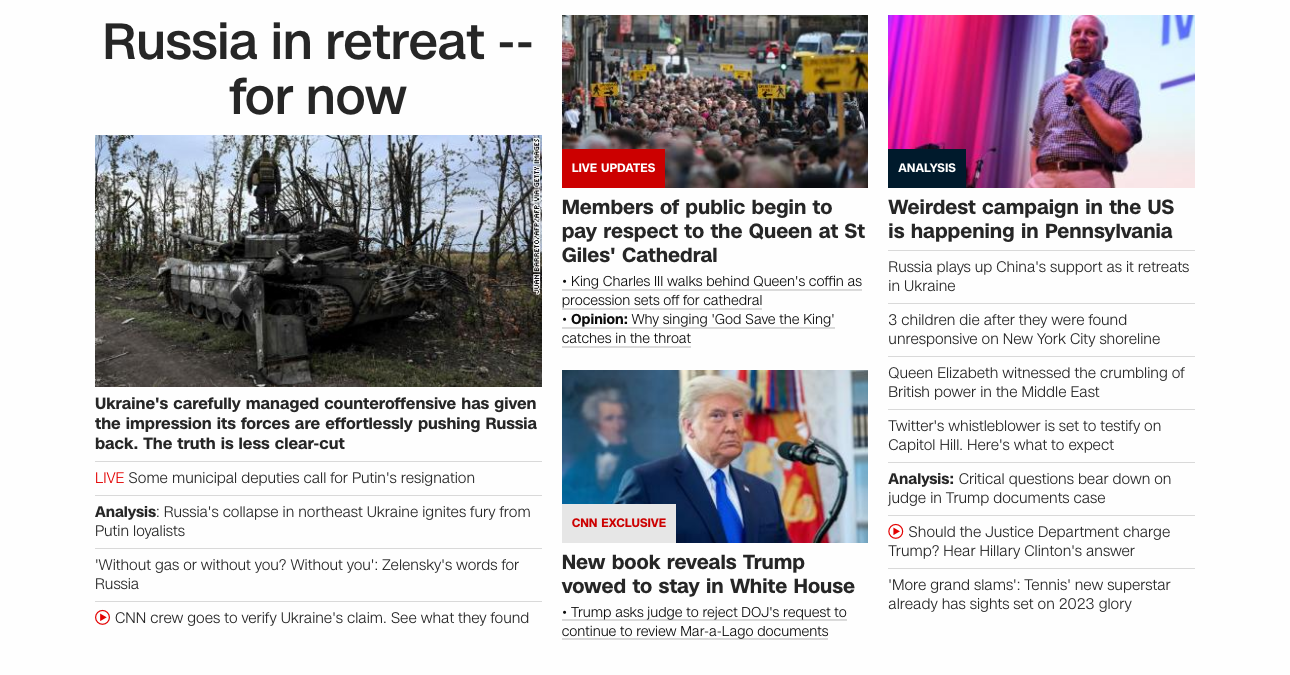 Russia in retreat --
for now
JUAN BARRETO/AFP/AFP VIA GETTY IMAGES
Ukraine's carefully managed counteroffensive has given
the impression its forces are effortlessly pushing Russia
back. The truth is less clear-cut
LIVE Some municipal deputies call for Putin's resignation
Analysis: Russia's collapse in northeast Ukraine ignites fury from
Putin loyalists
'Without gas or without you? Without you': Zelensky's words for
Russia
CNN crew goes to verify Ukraine's claim. See what they found
LIVE UPDATES
Members of public begin to
pay respect to the Queen at St
Giles' Cathedral
• King Charles III walks behind Queen's coffin as
procession sets off for cathedral
• Opinion: Why singing 'God Save the King'
catches in the throat
CNN EXCLUSIVE
New book reveals Trump
vowed to stay in White House
• Trump asks judge to reject DOJ's request to
continue to review Mar-a-Lago documents
ANALYSIS
Weirdest campaign in the US
is happening in Pennsylvania
Russia plays up China's support as it retreats
in Ukraine
3 children die after they were found
unresponsive on New York City shoreline
Queen Elizabeth witnessed the crumbling of
British power in the Middle East
Twitter's whistleblower is set to testify on
Capitol Hill. Here's what to expect
Analysis: Critical questions bear down on
judge in Trump documents case
Should the Justice Department charge
Trump? Hear Hillary Clinton's answer
'More grand slams': Tennis' new superstar
already has sights set on 2023 glory